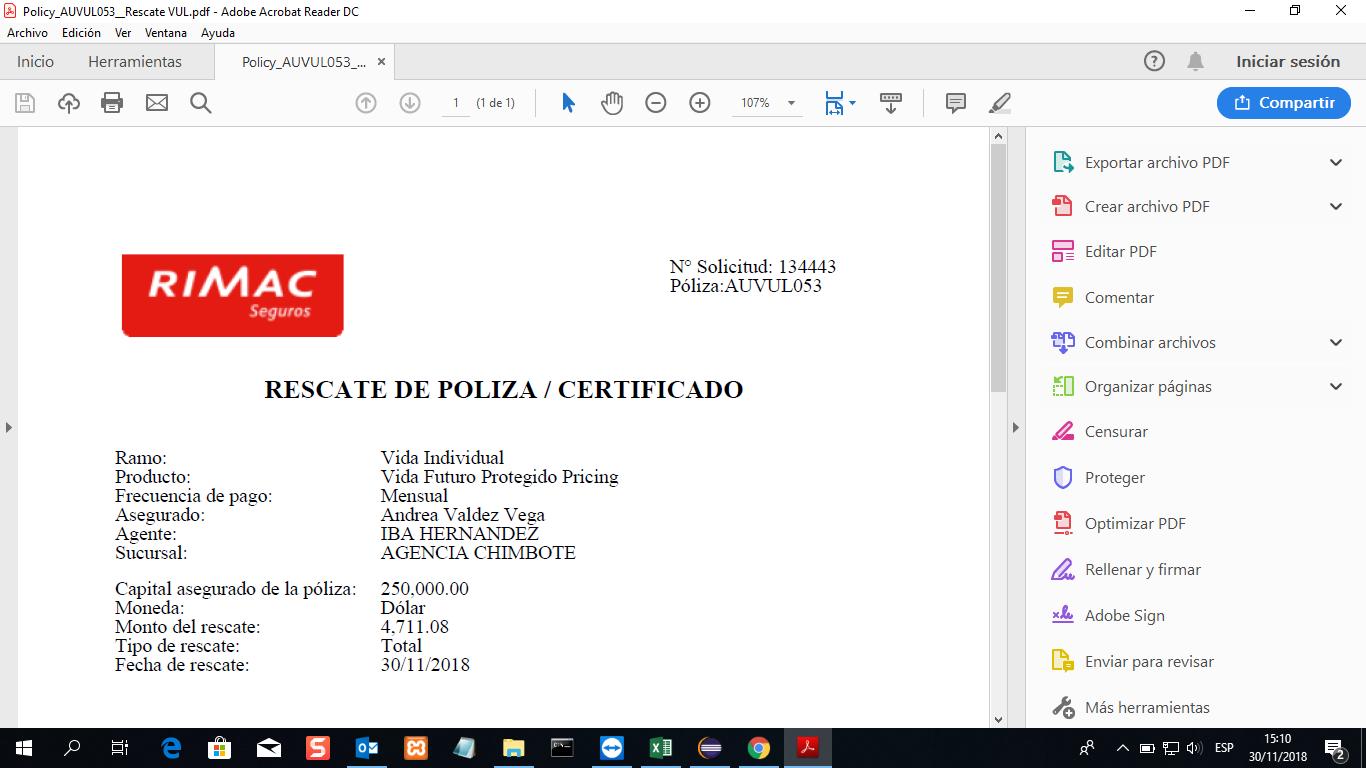 Policy_AUVUL053__Rescate VUL.pdf - Adobe Acrobat Reader DC
Archivo Edición Ver Ventana Ayuda
Inicio Herramientas Policy_AUVUL053_... × Iniciar sesión
1 (1 de 1) 107% Compartir
RIMAC
Seguros
N° Solicitud: 134443
Póliza:AUVUL053
RESCATE DE POLIZA / CERTIFICADO
Ramo: Vida Individual
Producto: Vida Futuro Protegido Pricing
Frecuencia de pago: Mensual
Asegurado: Andrea Valdez Vega
Agente: IBA HERNANDEZ
Sucursal: AGENCIA CHIMBOTE
Capital asegurado de la póliza: 250,000.00
Moneda: Dólar
Monto del rescate: 4,711.08
Tipo de rescate: Total
Fecha de rescate: 30/11/2018
Exportar archivo PDF
Crear archivo PDF
Editar PDF
Comentar
Combinar archivos
Organizar páginas
Censurar
Proteger
Optimizar PDF
Rellenar y firmar
Adobe Sign
Enviar para revisar
Más herramientas
ESP 15:10
30/11/2018 2